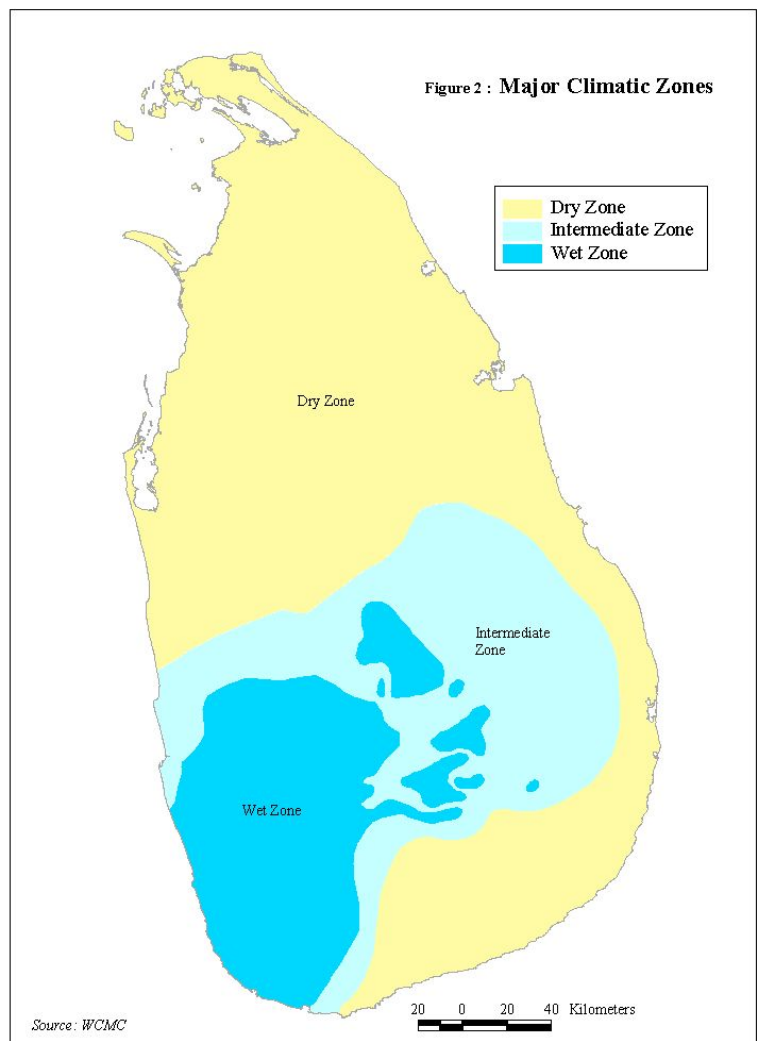 Figure 2 : Major Climatic Zones
Dry Zone
Intermediate Zone
Wet Zone
Dry Zone
Intermediate
Zone
Wet Zone
20 0 20 40 Kilometers
Source: WCMC